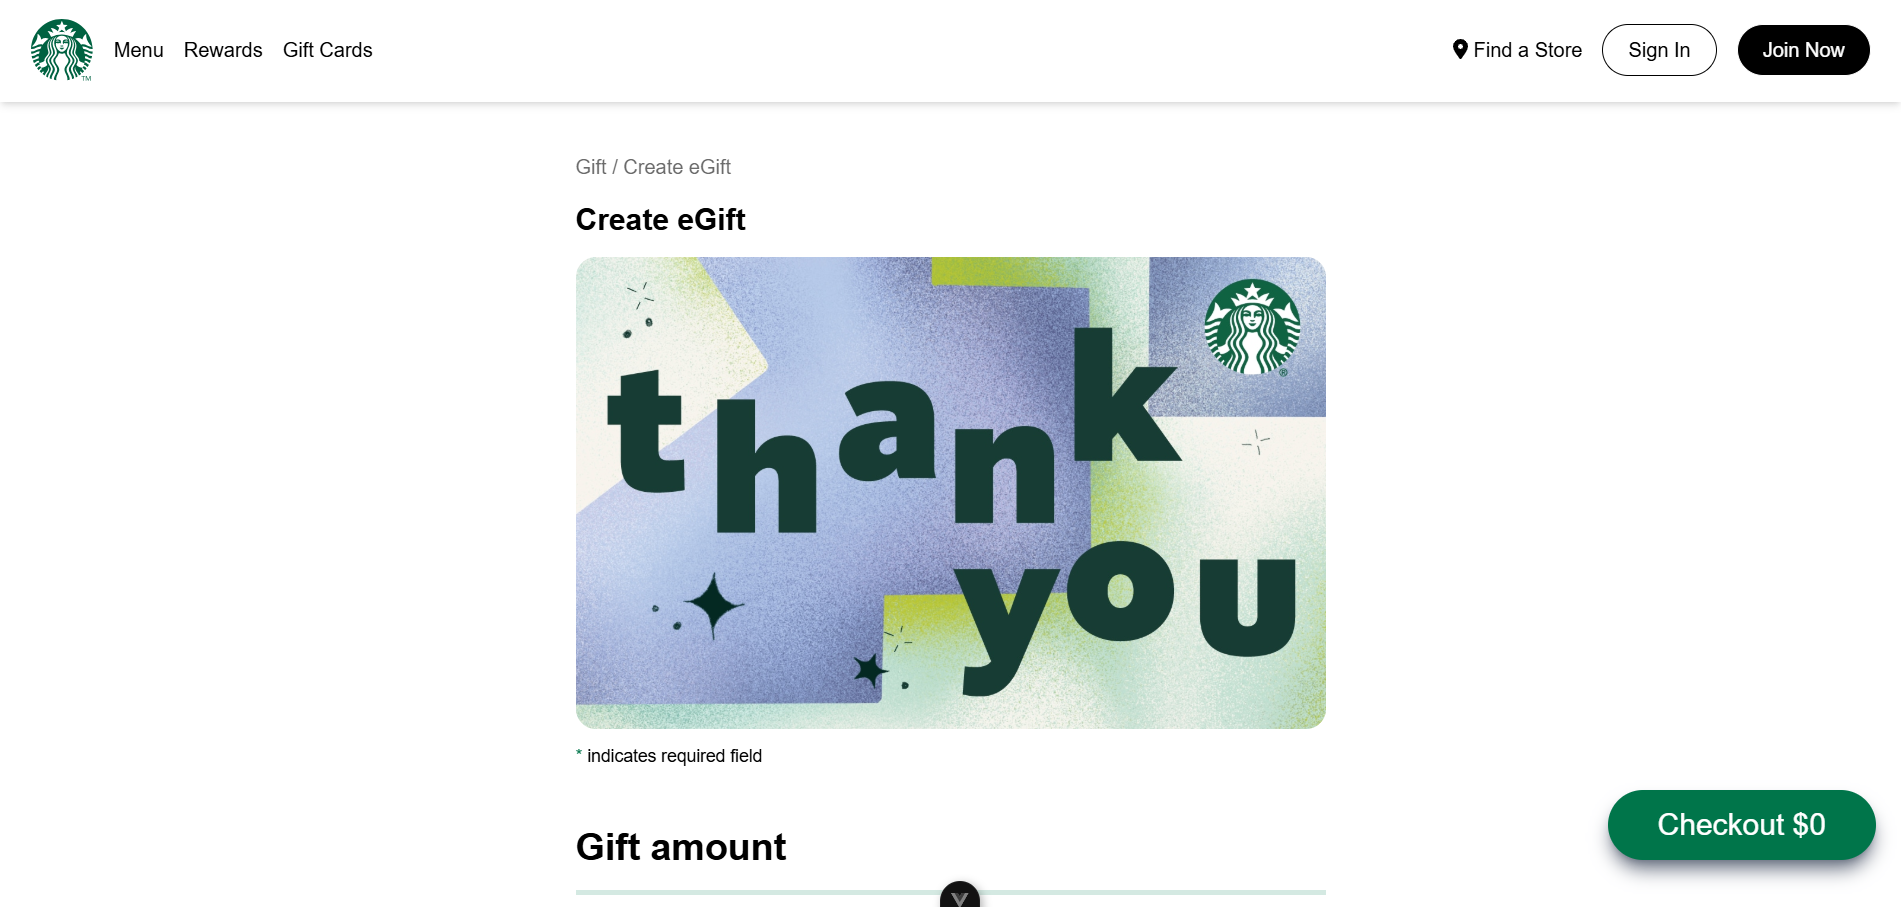 Menu Rewards Gift Cards Find a Store Sign In Join Now
TM
Gift / Create eGift
Create eGift
thank
you
®
* indicates required field
Checkout $0
Gift amount